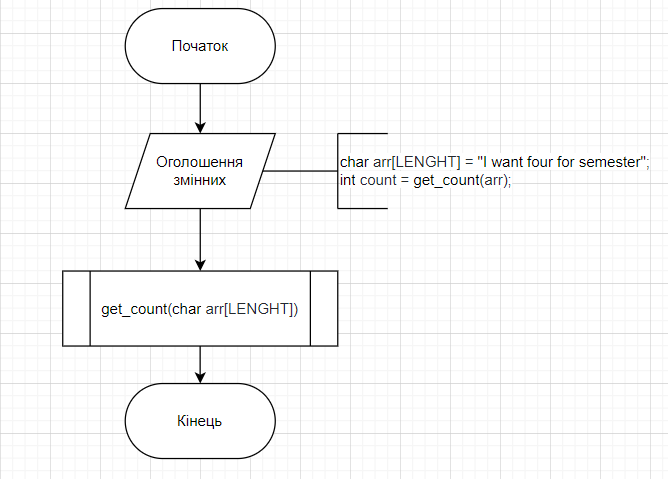 Початок
Оголошення
змінних
char arr[LENGHT] = "I want four for semester";
int count = get_count(arr);
get_count(char arr[LENGHT])
Кінець